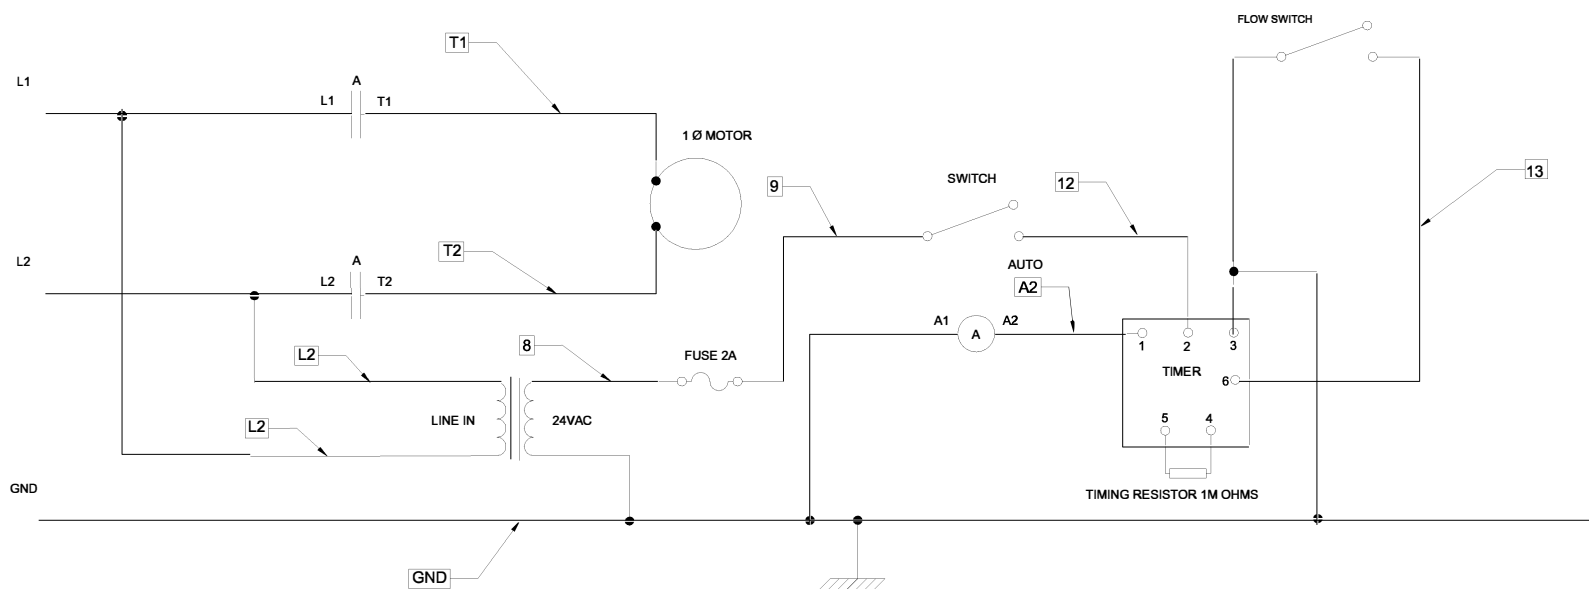 FLOW SWITCH
T1
L1
A
L1
T1
1 Ø MOTOR
13
9
SWITCH
12
T2
L2
A
L2
T2
AUTO
A2
A1
A
A2
1
2
3
TIMER
6
5
4
TIMING RESISTOR 1M OHMS
L2
8
FUSE 2A
LINE IN
24VAC
L2
GND
GND